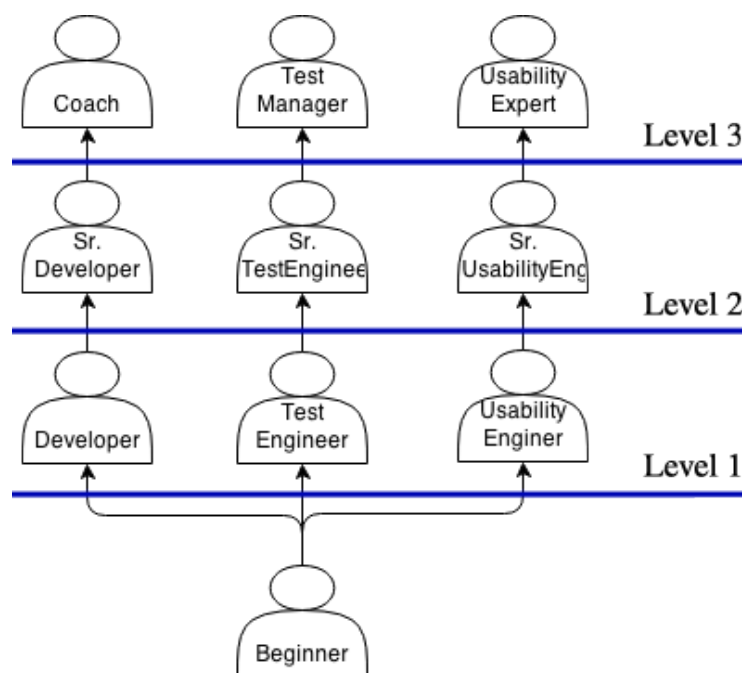 Coach
Test
Manager
Usability
Expert
Level 3
Sr.
Developer
Sr.
TestEnginee
Sr.
UsabilityEng
Level 2
Developer
Test
Engineer
Usability
Enginer
Level 1
Beginner